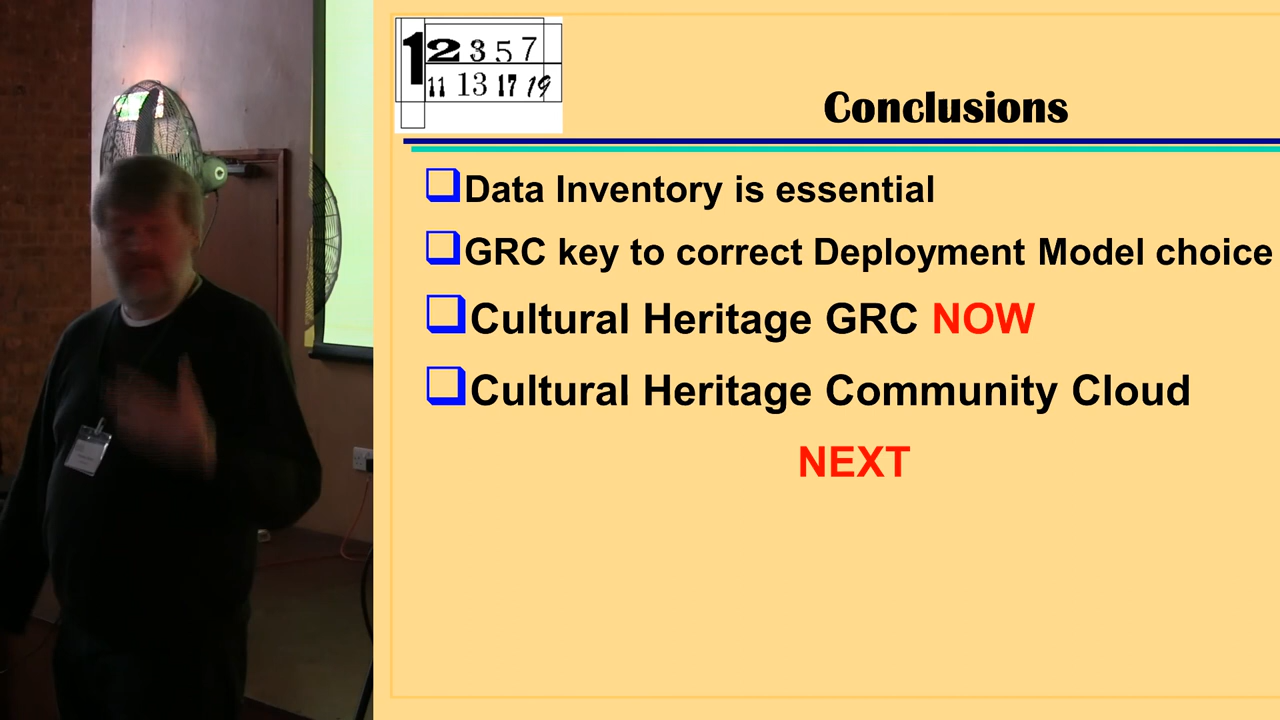 1 2 3 5 7
11 13 17 19
Conclusions
Data Inventory is essential
GRC key to correct Deployment Model choice
Cultural Heritage GRC NOW
Cultural Heritage Community Cloud
NEXT